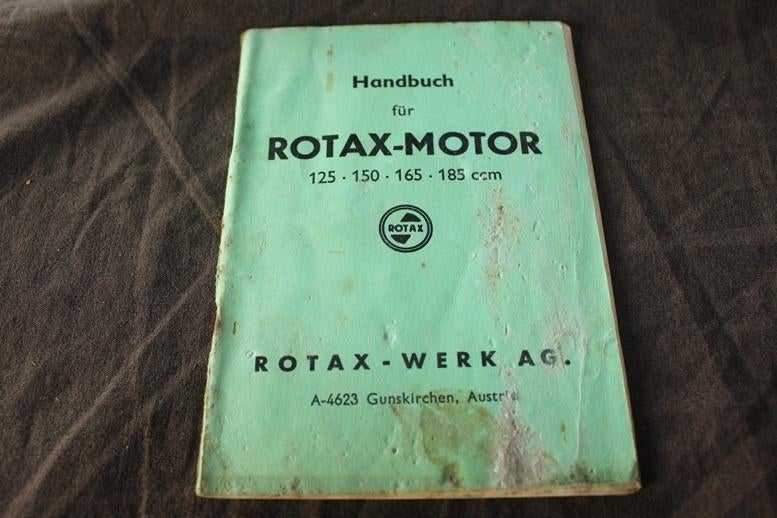 Handbuch
für
ROTAX-MOTOR
125 · 150 · 165 · 185 ccm
ROTAX
ROTAX-WERK AG.
A-4623 Gunskirchen, Austria